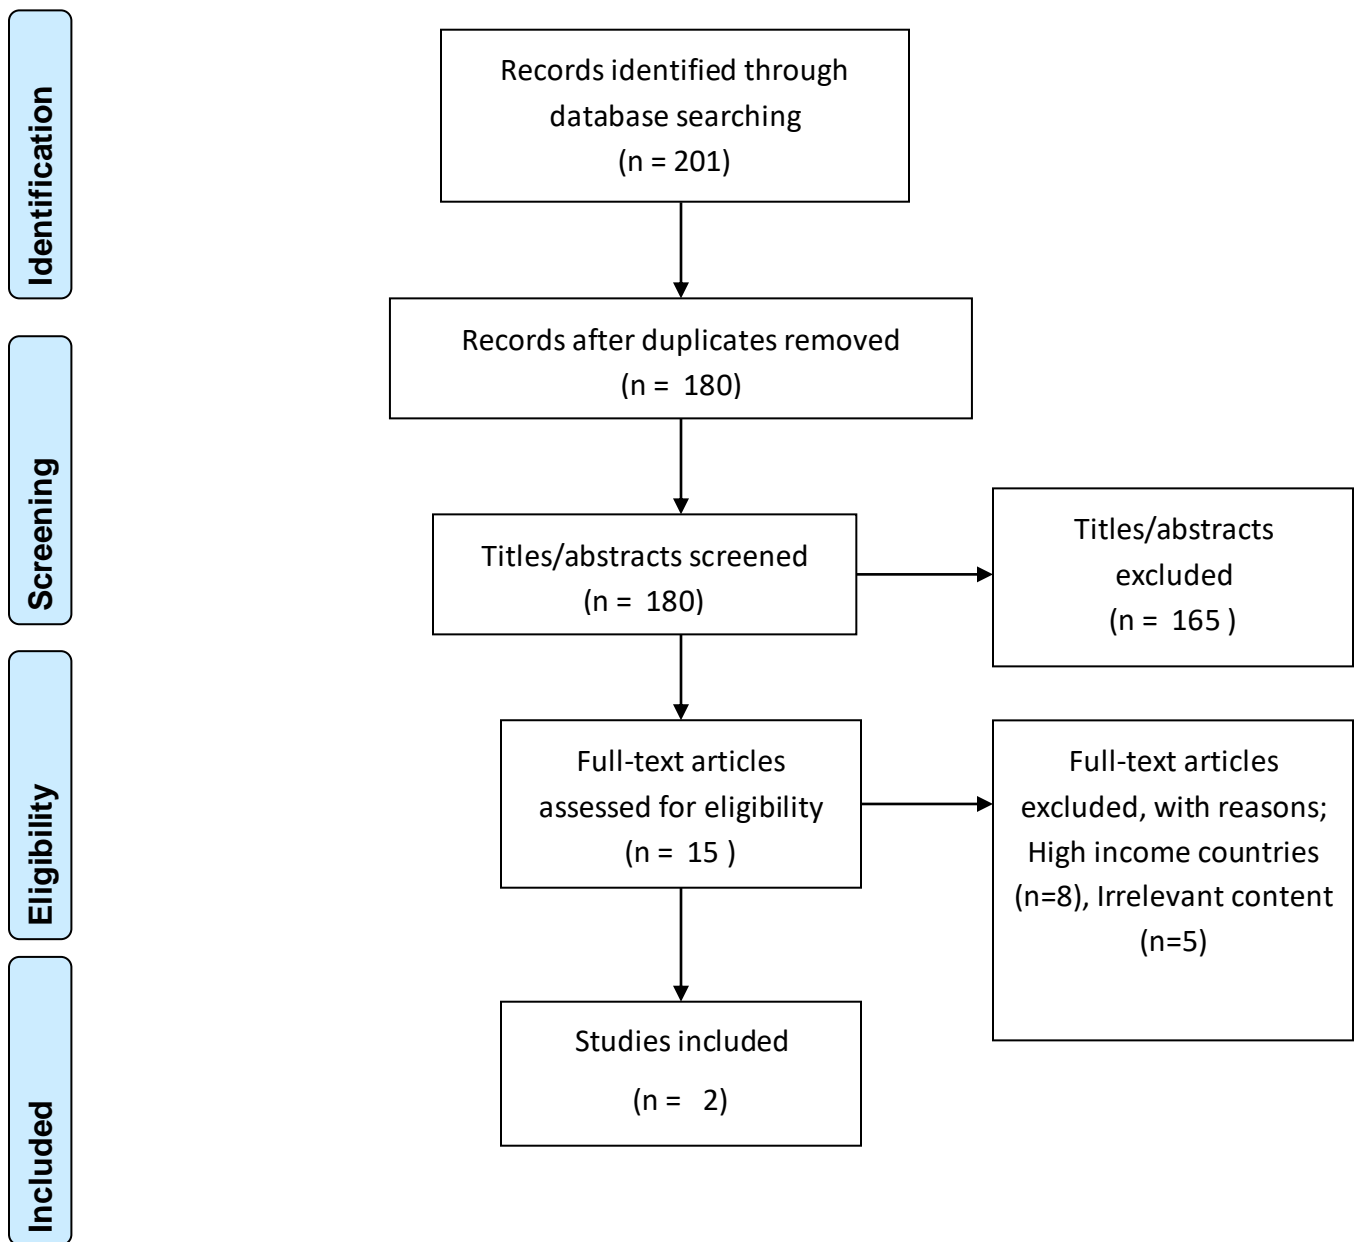 Identification
Records identified through
database searching
(n = 201)
Records after duplicates removed
(n = 180)
Screening
Titles/abstracts screened
(n = 180)
Titles/abstracts
excluded
(n = 165 )
Eligibility
Full-text articles
assessed for eligibility
(n = 15 )
Full-text articles
excluded, with reasons;
High income countries
(n=8), Irrelevant content
(n=5)
Included
Studies included
(n = 2)